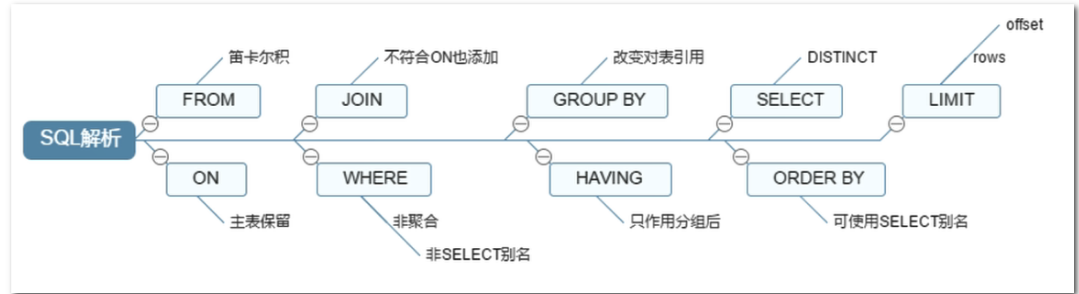 offset
笛卡尔积
不符合ON也添加
改变对表引用
DISTINCT
rows
FROM
JOIN
GROUP BY
SELECT
LIMIT
SQL解析
ON
WHERE
HAVING
ORDER BY
主表保留
非聚合
只作用分组后
可使用SELECT别名
非SELECT别名